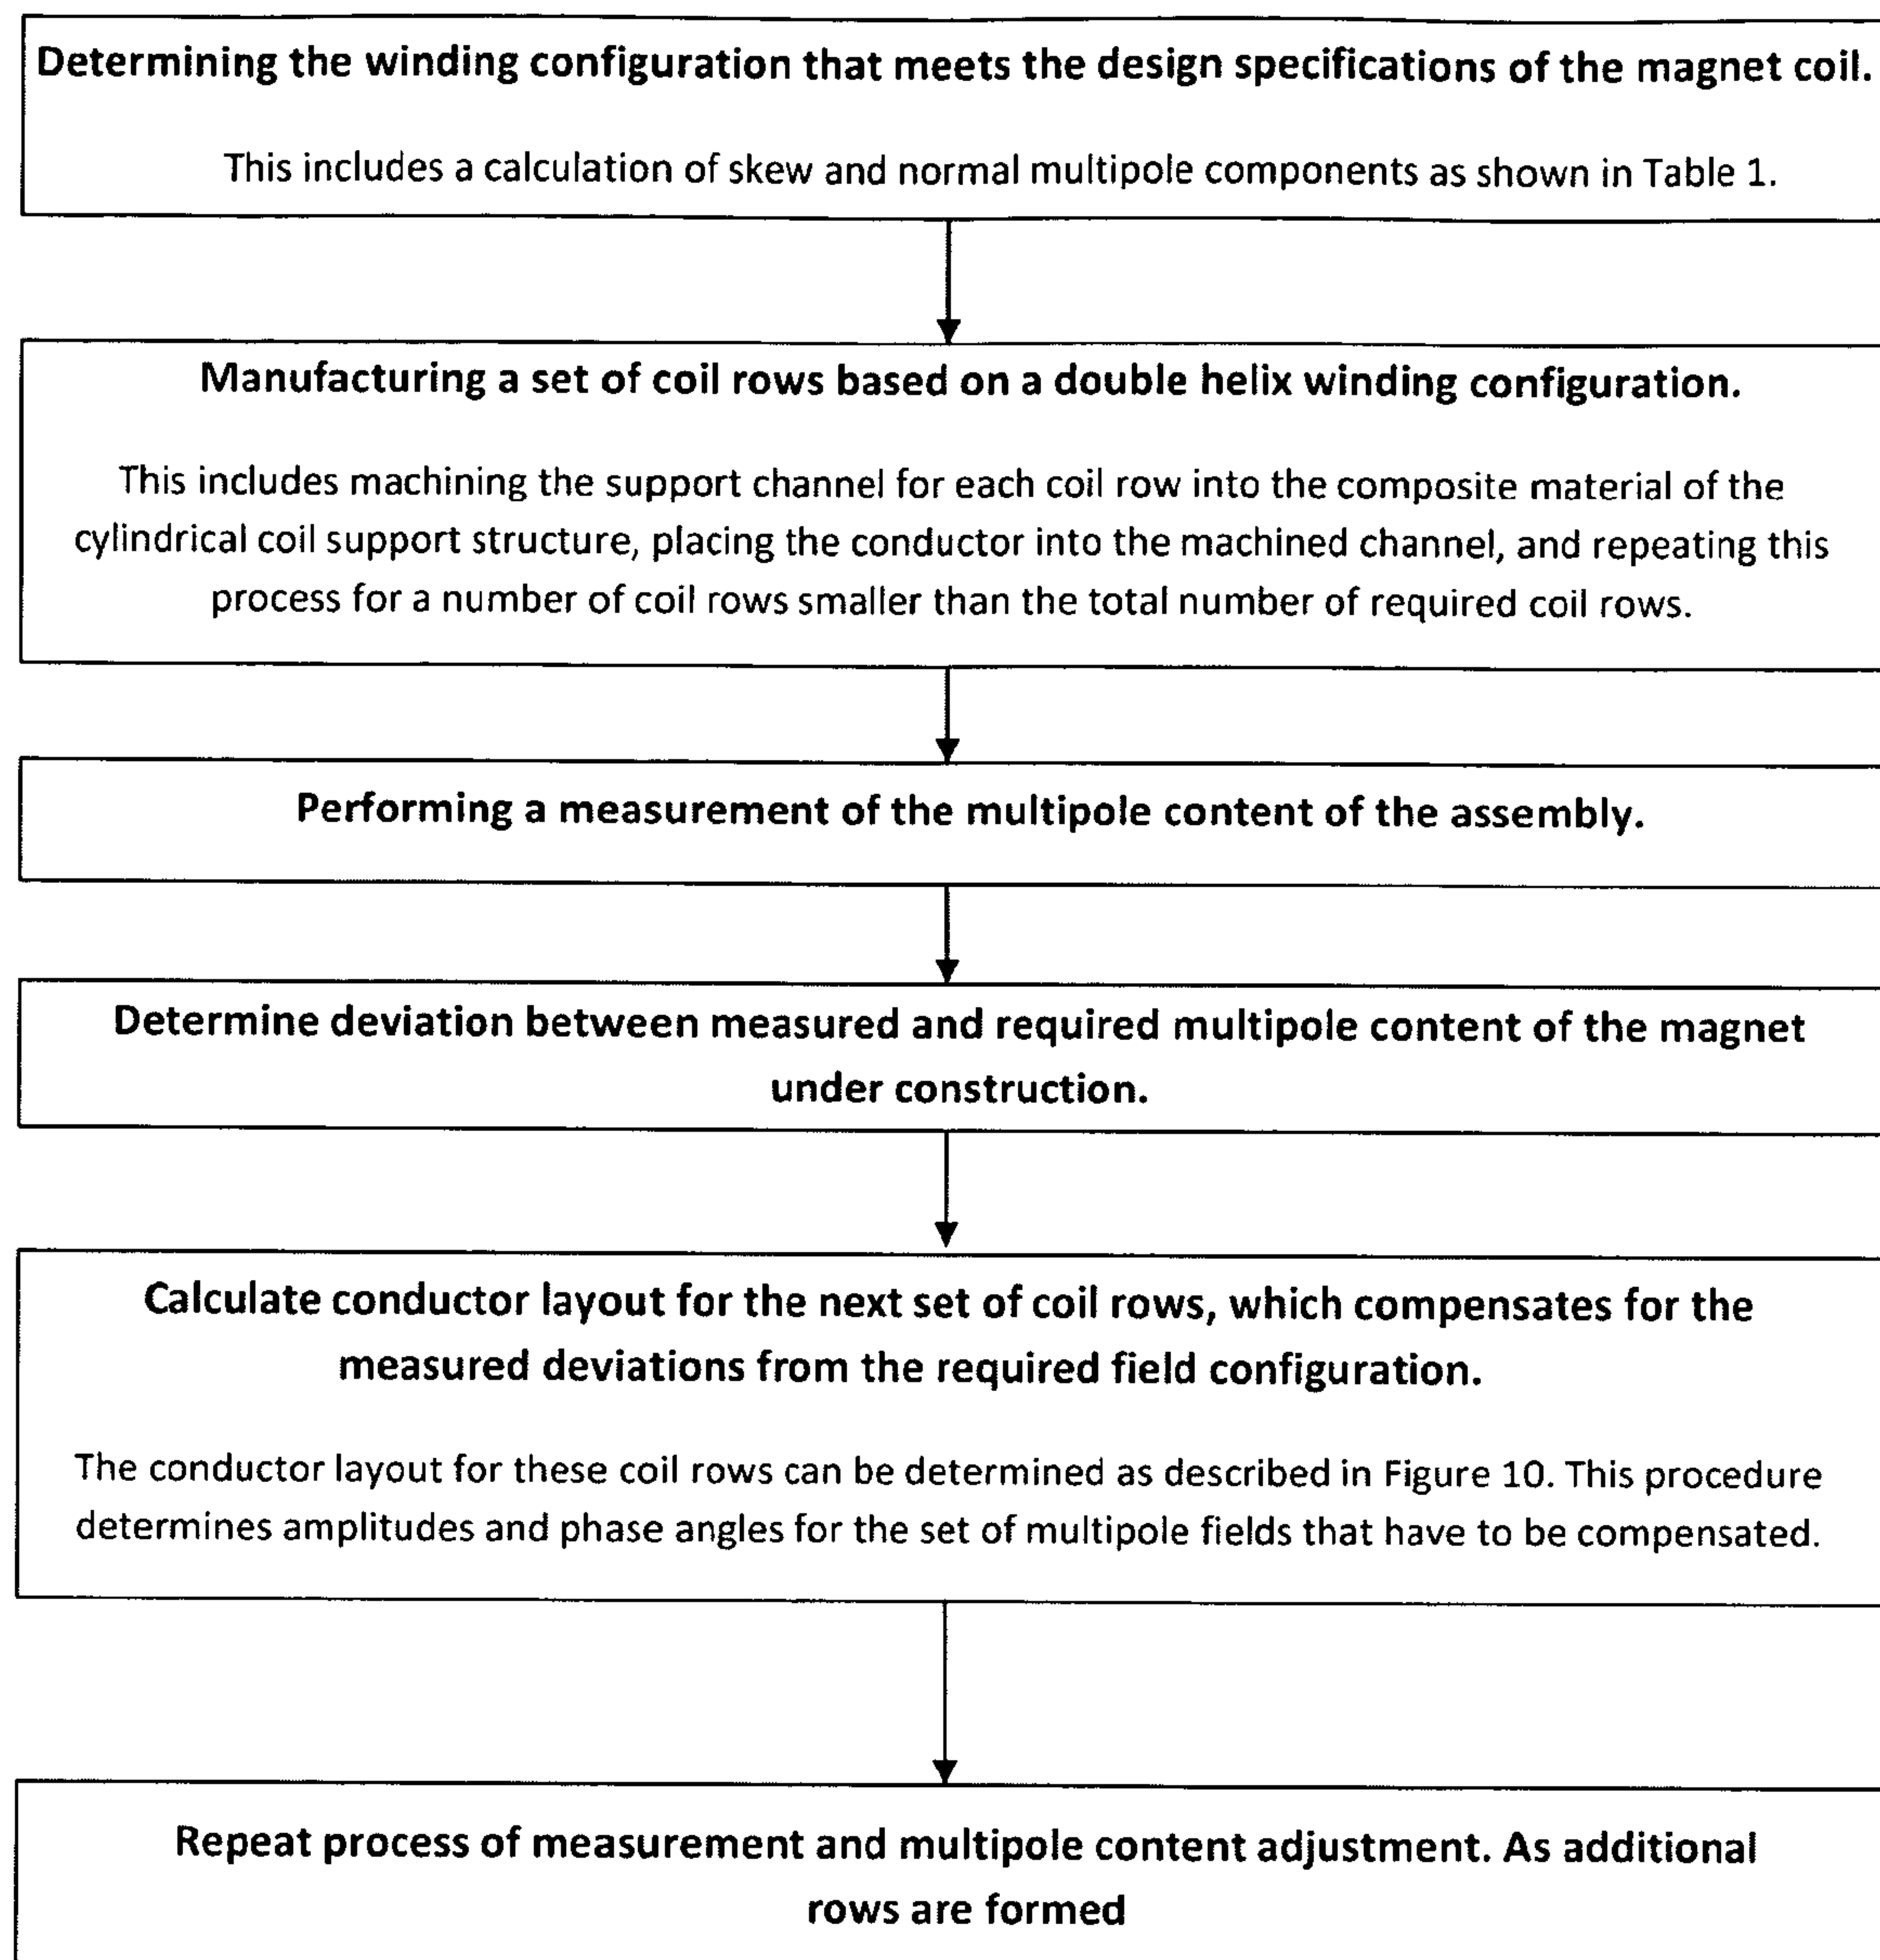 Determining the winding configuration that meets the design specifications of the magnet coil.
This includes a calculation of skew and normal multipole components as shown in Table 1.
Manufacturing a set of coil rows based on a double helix winding configuration.
This includes machining the support channel for each coil row into the composite material of the
cylindrical coil support structure, placing the conductor into the machined channel, and repeating this
process for a number of coil rows smaller than the total number of required coil rows.
Performing a measurement of the multipole content of the assembly.
Determine deviation between measured and required multipole content of the magnet
under construction.
Calculate conductor layout for the next set of coil rows, which compensates for the
measured deviations from the required field configuration.
The conductor layout for these coil rows can be determined as described in Figure 10. This procedure
determines amplitudes and phase angles for the set of multipole fields that have to be compensated.
Repeat process of measurement and multipole content adjustment. As additional
rows are formed